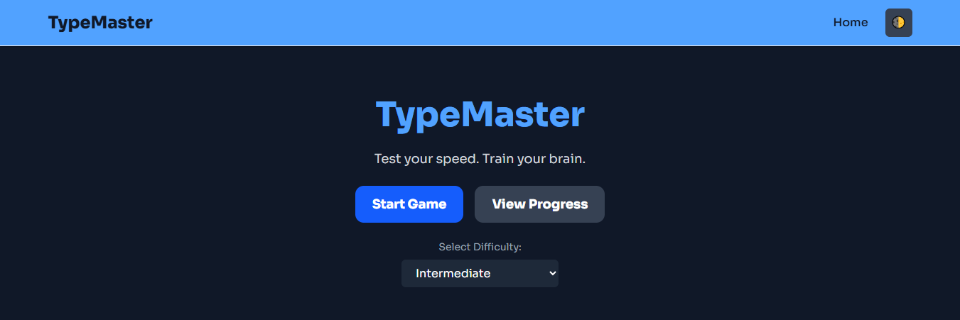 TypeMaster
Home
TypeMaster
Test your speed. Train your brain.
Start Game
View Progress
Select Difficulty:
Intermediate